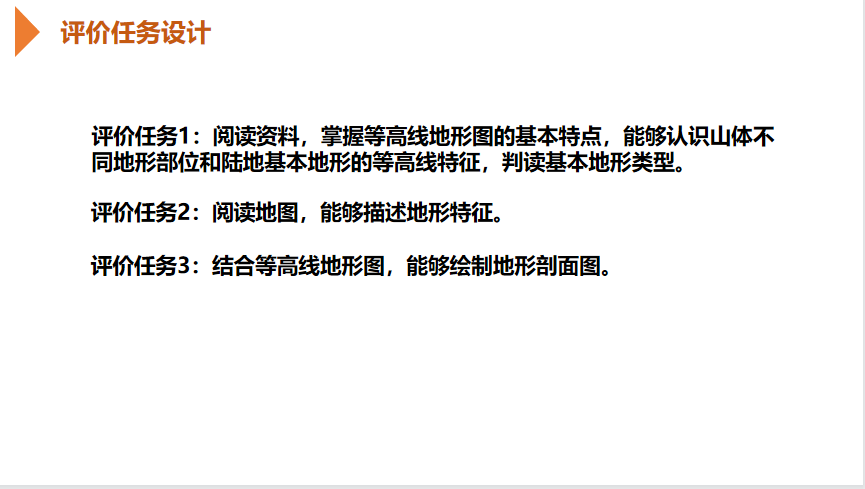 评价任务设计
评价任务1：阅读资料，掌握等高线地形图的基本特点，能够认识山体不
同地形部位和陆地基本地形的等高线特征，判读基本地形类型。
评价任务2：阅读地图，能够描述地形特征。
评价任务3：结合等高线地形图，能够绘制地形剖面图。